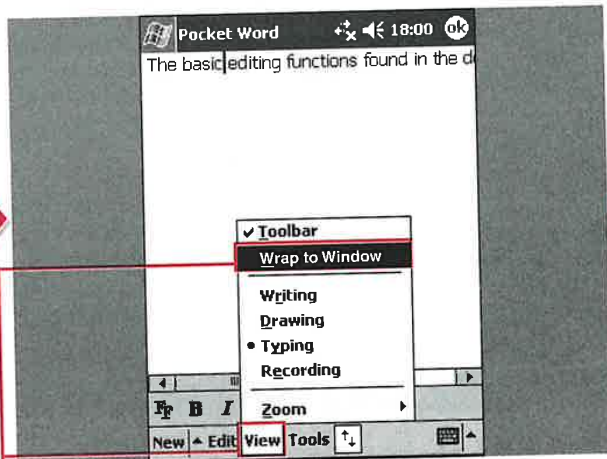 Pocket Word 18:00 ok
The basic editing functions found in the d
Toolbar
Wrap to Window
Writing
Drawing
Typing
Recording
Zoom
B I
New Edit View Tools